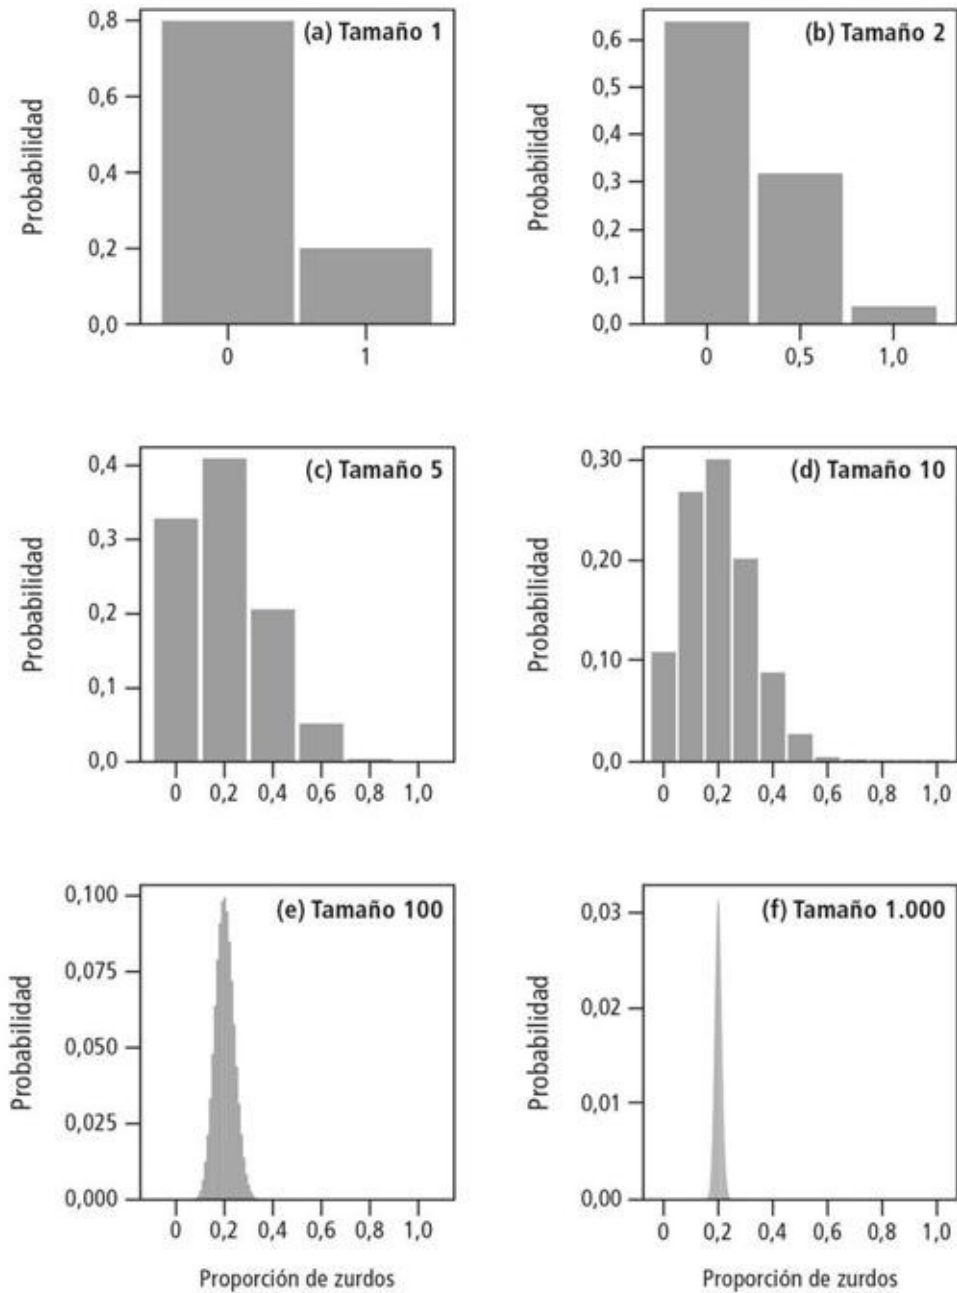 (a) Tamaño 1
Probabilidad
0,8
0,6
0,4
0,2
0,0
0 1
(b) Tamaño 2
Probabilidad
0,6
0,5
0,4
0,3
0,2
0,1
0,0
0 0,5 1,0
(c) Tamaño 5
Probabilidad
0,4
0,3
0,2
0,1
0,0
0 0,2 0,4 0,6 0,8 1,0
(d) Tamaño 10
Probabilidad
0,30
0,20
0,10
0,0
0 0,2 0,4 0,6 0,8 1,0
(e) Tamaño 100
Probabilidad
0,100
0,075
0,050
0,025
0,000
0 0,2 0,4 0,6 0,8 1,0
Proporción de zurdos
(f) Tamaño 1.000
Probabilidad
0,03
0,02
0,01
0,00
0 0,2 0,4 0,6 0,8 1,0
Proporción de zurdos